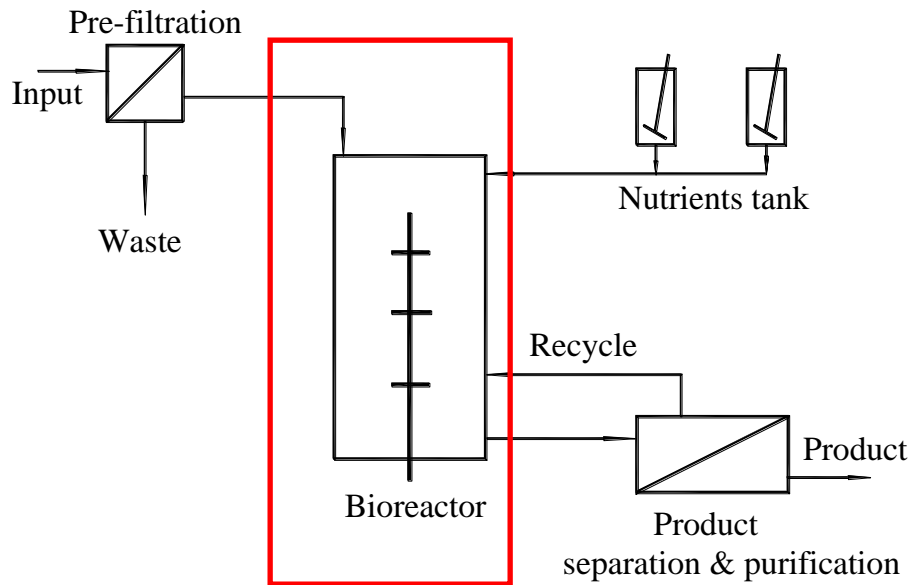 Pre-filtration
Input
Waste
Nutrients tank
Recycle
Bioreactor
Product
Product
separation & purification